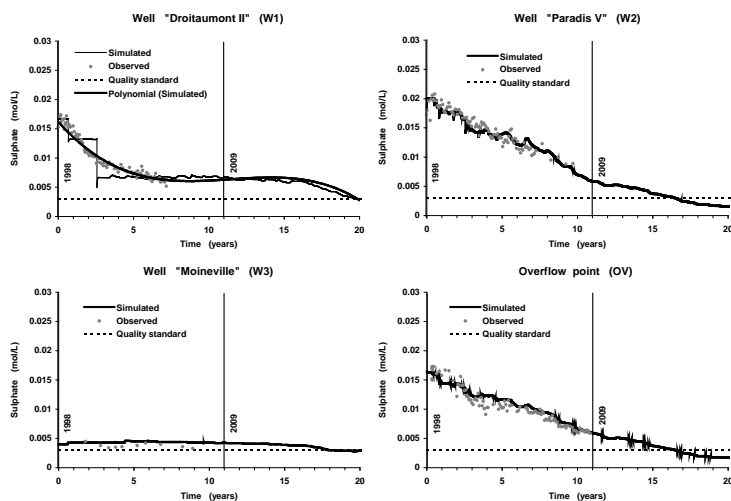 Well "Droitaumont II" (W1)
0.03
0.025
0.02
0.015
0.01
0.005
0
Sulphate (mol/L)
Simulated
Observed
Quality standard
Polynomial (Simulated)
1998
2009
0 5 10 15 20
Time (years)
Well "Paradis V" (W2)
0.03
0.025
0.02
0.015
0.01
0.005
0
Sulphate (mol/L)
Simulated
Observed
Quality standard
1998
2009
0 5 10 15 20
Time (years)
Well "Moineville" (W3)
0.03
0.025
0.02
0.015
0.01
0.005
0
Sulphate (mol/L)
Simulated
Observed
Quality standard
1998
2009
0 5 10 15 20
Time (years)
Overflow point (OV)
0.03
0.025
0.02
0.015
0.01
0.005
0
Sulphate (mol/L)
Simulated
Observed
Quality standard
1998
2009
0 5 10 15 20
Time (years)